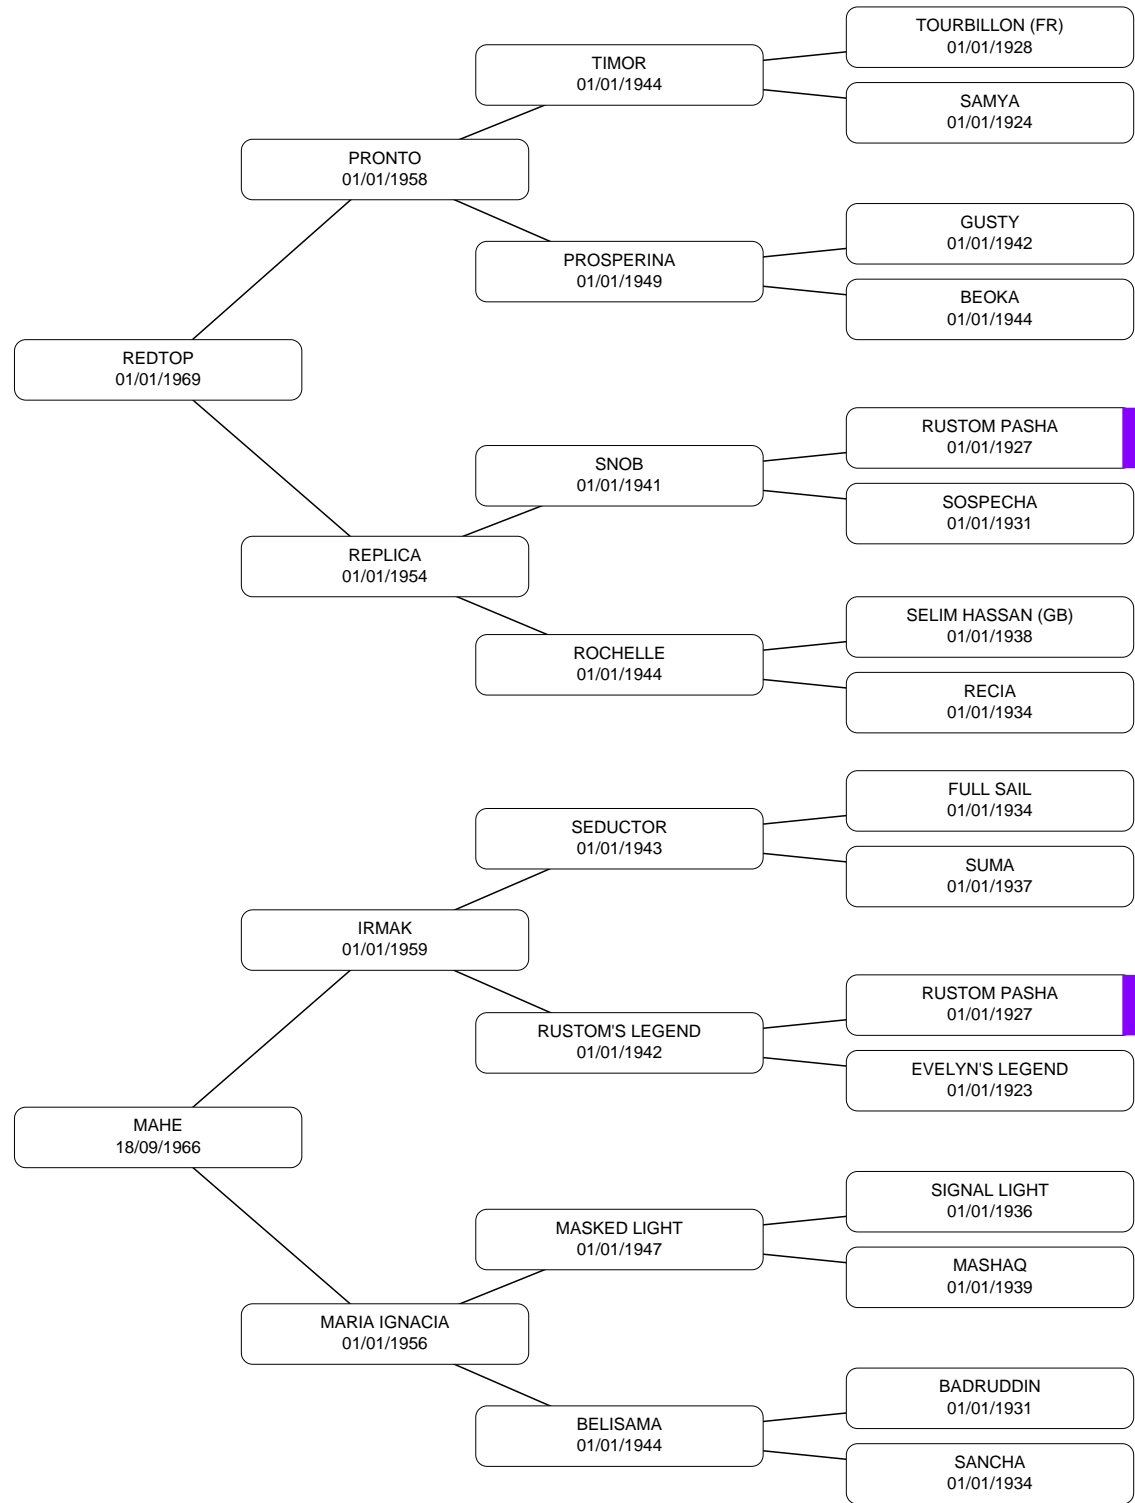 TOURBILLON (FR)
01/01/1928
TIMOR
01/01/1944
SAMYA
01/01/1924
PRONTO
01/01/1958
GUSTY
01/01/1942
PROSPERINA
01/01/1949
BEOKA
01/01/1944
REDTOP
01/01/1969
RUSTOM PASHA
01/01/1927
SNOB
01/01/1941
SOSPECHA
01/01/1931
REPLICA
01/01/1954
SELIM HASSAN (GB)
01/01/1938
ROCHELLE
01/01/1944
RECIA
01/01/1934
FULL SAIL
01/01/1934
SEDUCTOR
01/01/1943
SUMA
01/01/1937
IRMAK
01/01/1959
RUSTOM PASHA
01/01/1927
RUSTOM'S LEGEND
01/01/1942
EVELYN'S LEGEND
01/01/1923
MAHE
18/09/1966
SIGNAL LIGHT
01/01/1936
MASKED LIGHT
01/01/1947
MASHAQ
01/01/1939
MARIA IGNACIA
01/01/1956
BADRUDDIN
01/01/1931
BELISAMA
01/01/1944
SANCHA
01/01/1934